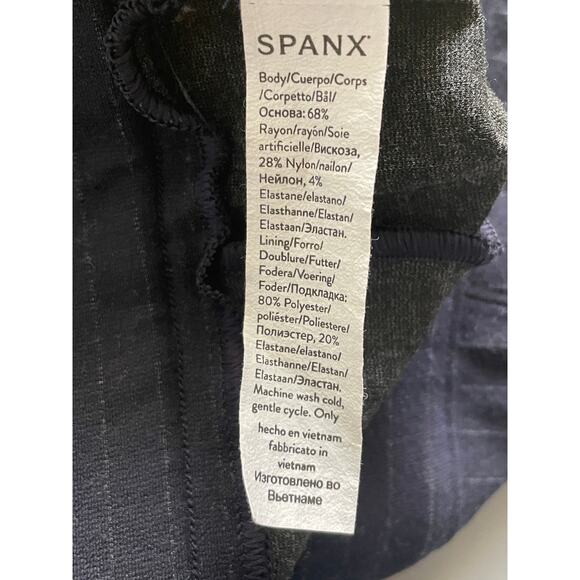 SPANX®
Body/Cuerpo/Corps
/Corpetto/Bål/
Основа: 68%
Rayon/rayón/Soie
artificielle/Вискоза,
28% Nylon/nailon/
Нейлон, 4%
Elastane/elastano/
Elasthanne/Elastan/
Elastaan/Эластан.
Lining/Forro/
Doublure/Futter/
Fodera/Voering/
Foder/Подкладка:
80% Polyester/
poliéster/Poliestere/
Полиэстер, 20%
Elastane/elastano/
Elasthanne/Elastan/
Elastaan/Эластан.
Machine wash cold,
gentle cycle. Only
hecho en vietnam
fabbricato in
vietnam
Изготовлено во
Вьетнаме